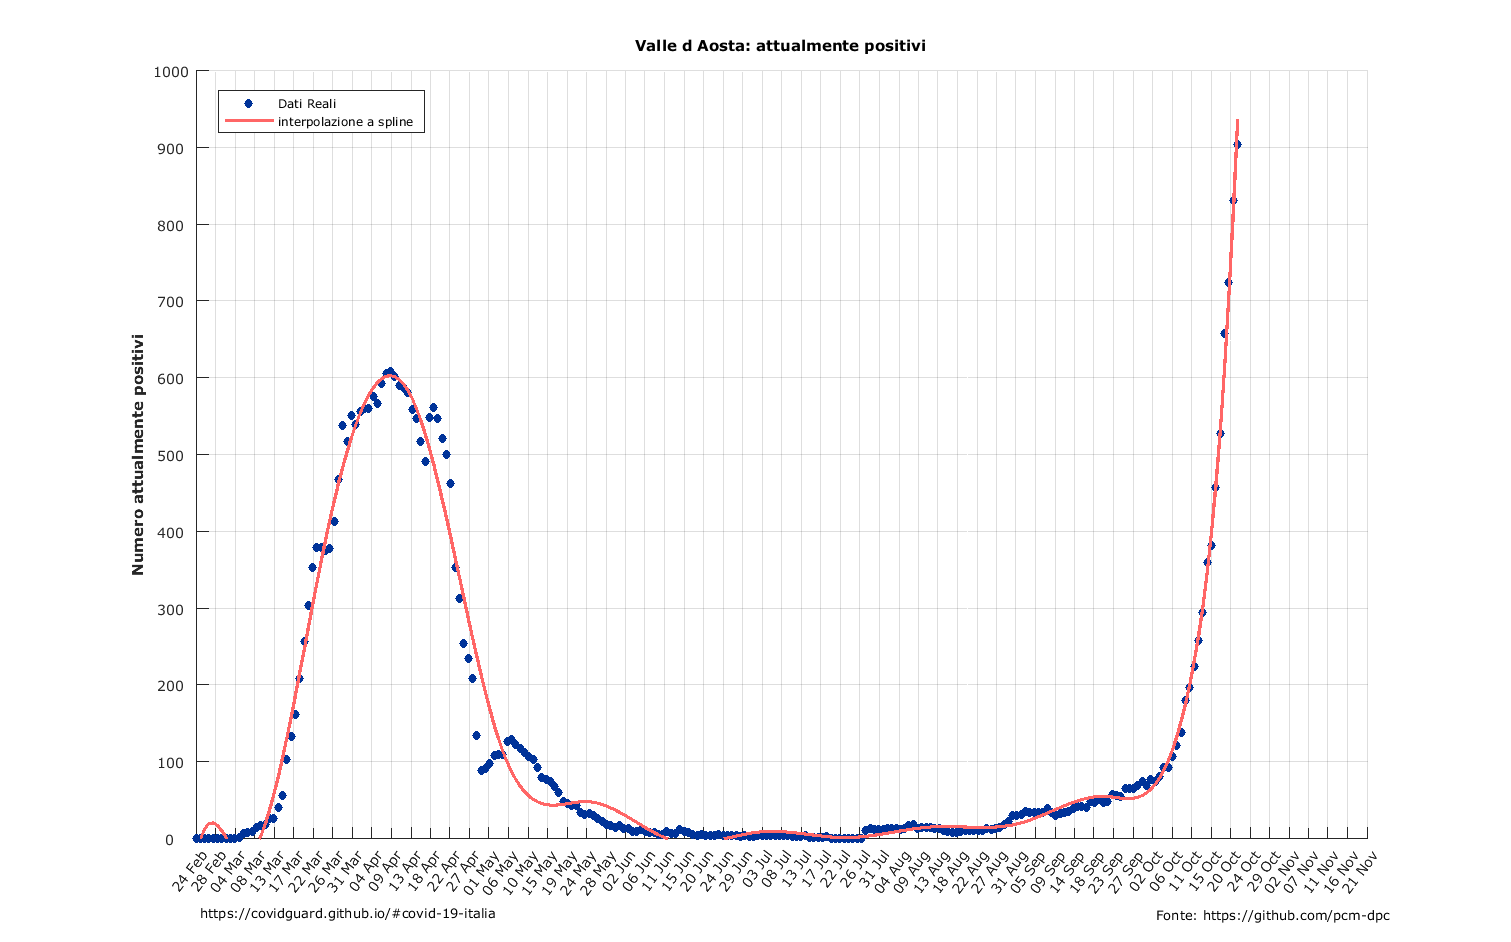 Valle d Aosta: attualmente positivi
Dati Reali
interpolazione a spline
Numero attualmente positivi
1000
900
800
700
600
500
400
300
200
100
0
24 Feb
28 Feb
04 Mar
08 Mar
13 Mar
17 Mar
22 Mar
26 Mar
31 Mar
04 Apr
09 Apr
13 Apr
18 Apr
22 Apr
27 Apr
01 May
06 May
10 May
15 May
19 May
24 May
28 May
02 Jun
06 Jun
11 Jun
15 Jun
20 Jun
24 Jun
29 Jun
03 Jul
08 Jul
13 Jul
17 Jul
22 Jul
26 Jul
31 Jul
04 Aug
09 Aug
13 Aug
18 Aug
22 Aug
27 Aug
31 Aug
05 Sep
09 Sep
14 Sep
18 Sep
23 Sep
27 Sep
02 Oct
06 Oct
11 Oct
15 Oct
20 Oct
24 Oct
29 Oct
02 Nov
07 Nov
11 Nov
16 Nov
21 Nov
https://covidguard.github.io/#covid-19-italia
Fonte: https://github.com/pcm-dpc